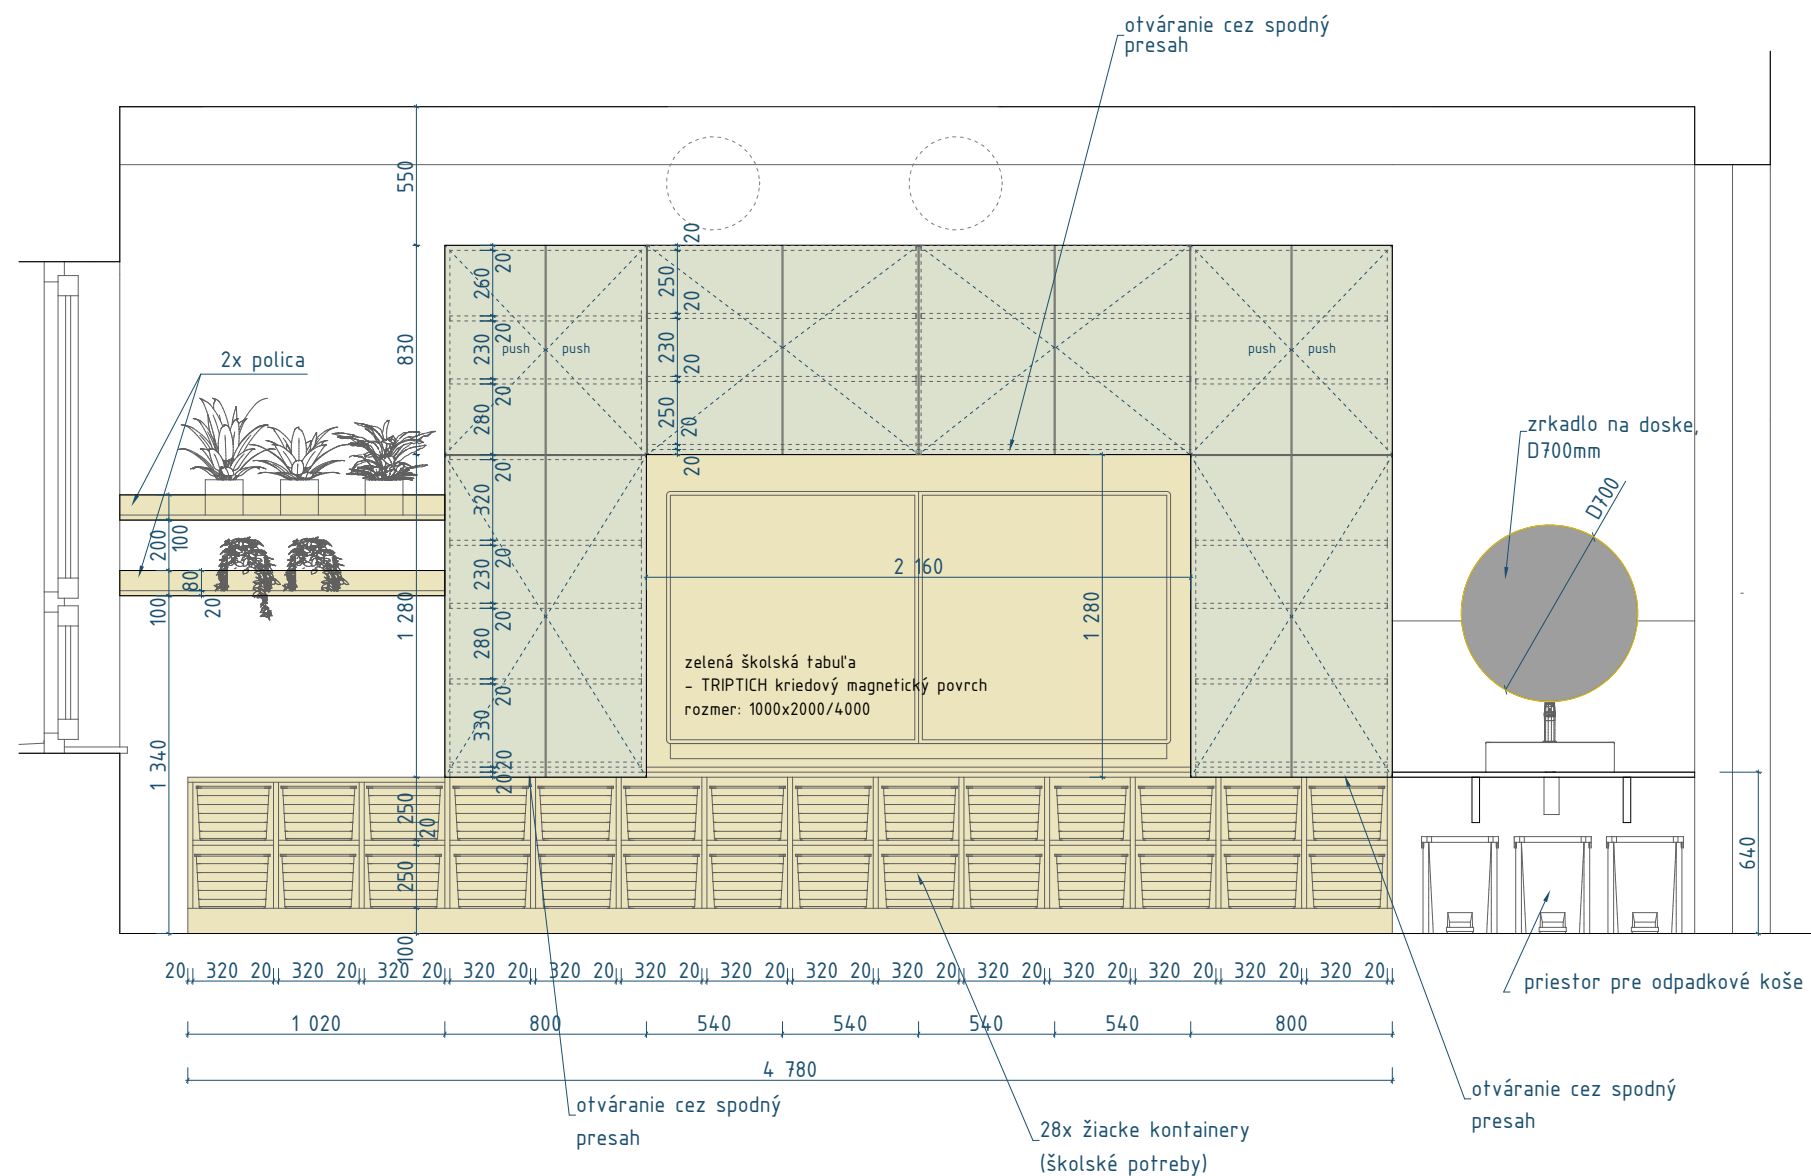 otváranie cez spodný
presah
550
20
20
260
250
20
20
830
230
230
push
push
push
push
2x polica
20
20
280
250
20
20
20
zrkadlo na doske,
D700mm
320
D700
200
100
20
230
2 160
80
100
20
1 280
20
1 280
280
zelená školská tabuľa
- TRIPTICH kriedový magnetický povrch
rozmer: 1000x2000/4000
20
330
1 340
20
20
250
20
640
250
100
20 320 20 320 20 320 20 320 20 320 20 320 20 320 20 320 20 320 20 320 20 320 20 320 20 320 20 320 20
priestor pre odpadkové koše
1 020 800 540 540 540 540 800
4 780
otváranie cez spodný
presah
otváranie cez spodný
presah
28x žiacke kontainery
(školské potreby)